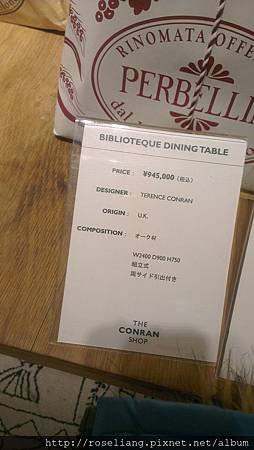 RINOMATA OFFE
PERBELLI
dal
BIBLIOTEQUE DINING TABLE
PRICE : ¥945,000 (税込)
DESIGNER : TERENCE CONRAN
ORIGIN : U.K.
COMPOSITION : オーク材
W2400 D900 H750
組立式
両サイド引出付き
THE
CONRAN
SHOP
http://roseliang.pixnet.net/album